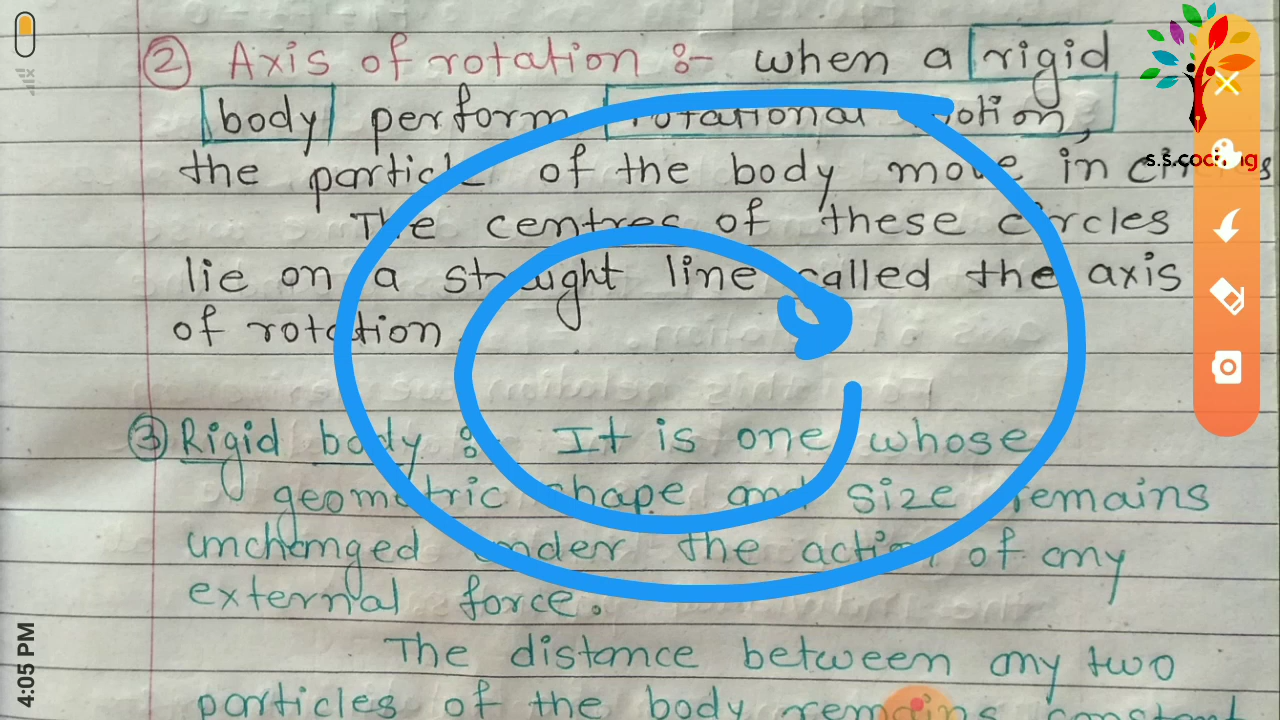 ② Axis of rotation :- when a rigid
body perform rotational motion,
the particle of the body move in circles
The centres of these circles
lie on a straight line called the axis
of rotation
③ Rigid body :- It is one whose
geometric shape and size remains
unchanged under the action of any
external force.
The distance between any two
particles of the body remains constant
s.s.coching
4:05 PM